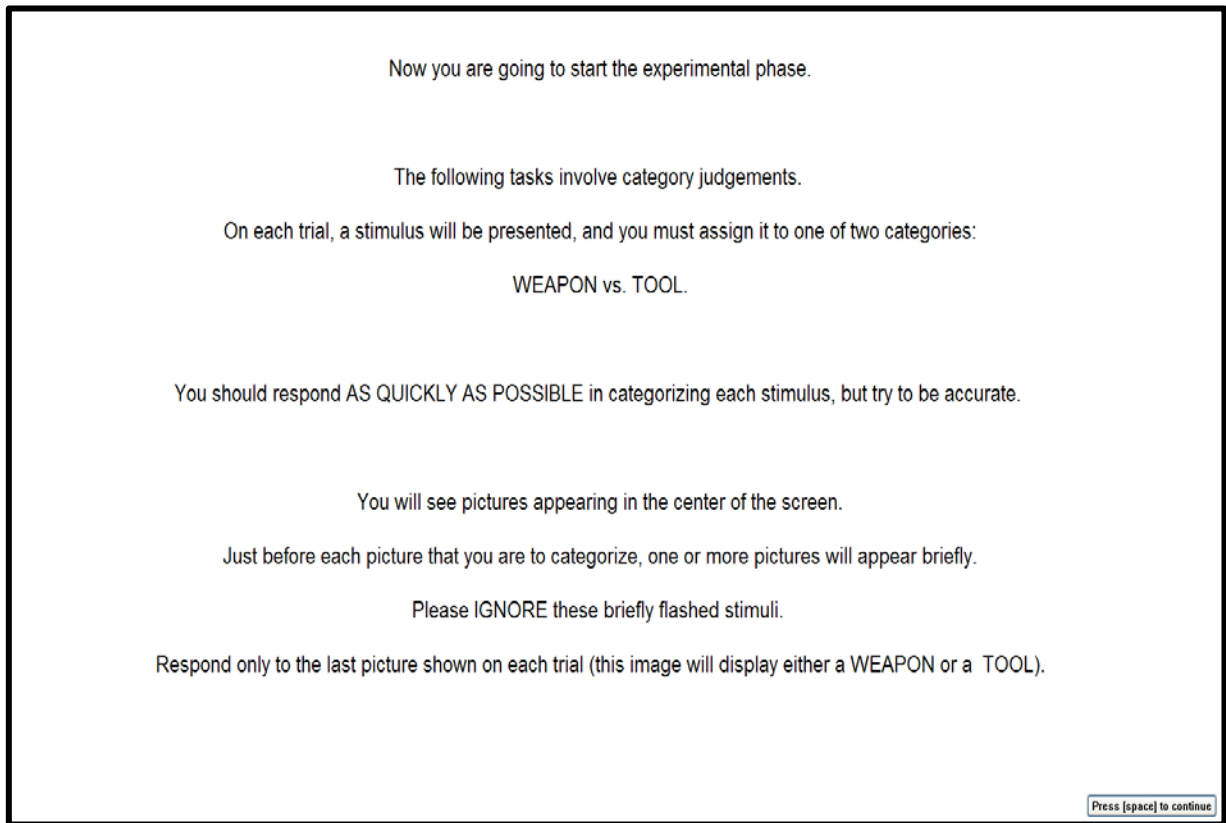 Now you are going to start the experimental phase.
The following tasks involve category judgements.
On each trial, a stimulus will be presented, and you must assign it to one of two categories:
WEAPON vs. TOOL.
You should respond AS QUICKLY AS POSSIBLE in categorizing each stimulus, but try to be accurate.
You will see pictures appearing in the center of the screen.
Just before each picture that you are to categorize, one or more pictures will appear briefly.
Please IGNORE these briefly flashed stimuli.
Respond only to the last picture shown on each trial (this image will display either a WEAPON or a  TOOL).
Press [space] to continue